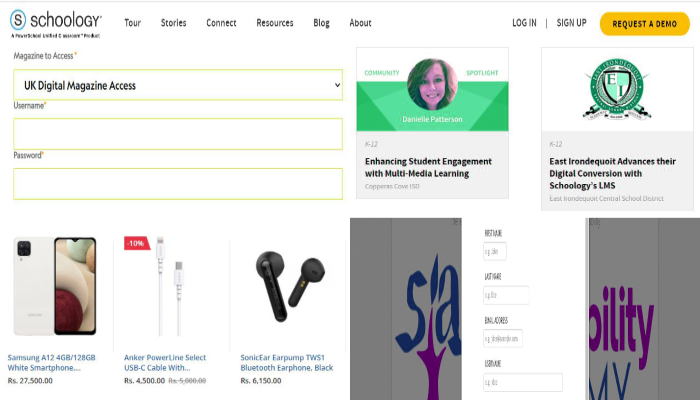 schoology
A PowerSchool Unified Classroom Product
Tour Stories Connect Resources Blog About
LOG IN | SIGN UP REQUEST A DEMO
Magazine to Access *
UK Digital Magazine Access
Username*
Password*
COMMUNITY SPOTLIGHT
Danielle Patterson
K-12
Enhancing Student Engagement
with Multi-Media Learning
Copperas Cove ISD
EAST IRONDEQUOIT
E I
K-12
East Irondequoit Advances their
Digital Conversion with
Schoology's LMS
East Irondequoit Central School District
Samsung A12 4GB/128GB
White Smartphone....
Rs. 27,500.00
-10%
Anker PowerLine Select
USB-C Cable With...
Rs. 4,500.00 Rs. 5,000.00
SonicEar Earpump TWS1
Bluetooth Earphone, Black
Rs. 6,150.00
FIRST NAME
LAST NAME
EMAIL ADDRESS
USERNAME
sta
bility
MY